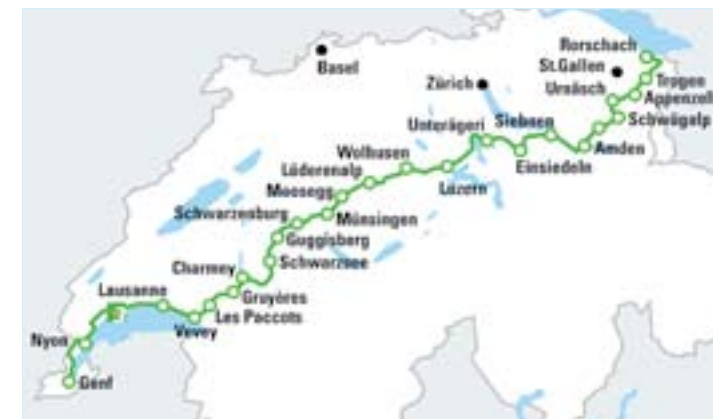 Rorschach
Basel
St.Gallen
Trogen
Zürich
Urnäsch
Appenzell
Siebnen
Schwägalp
Unterägeri
Wolhusen
Amden
Lüderenalp
Einsiedeln
Moosegg
Luzern
Schwarzenburg
Münsingen
Guggisberg
Charmey
Schwarzsee
Lausanne
Gruyères
Les Paccots
Vevey
Nyon
Genf